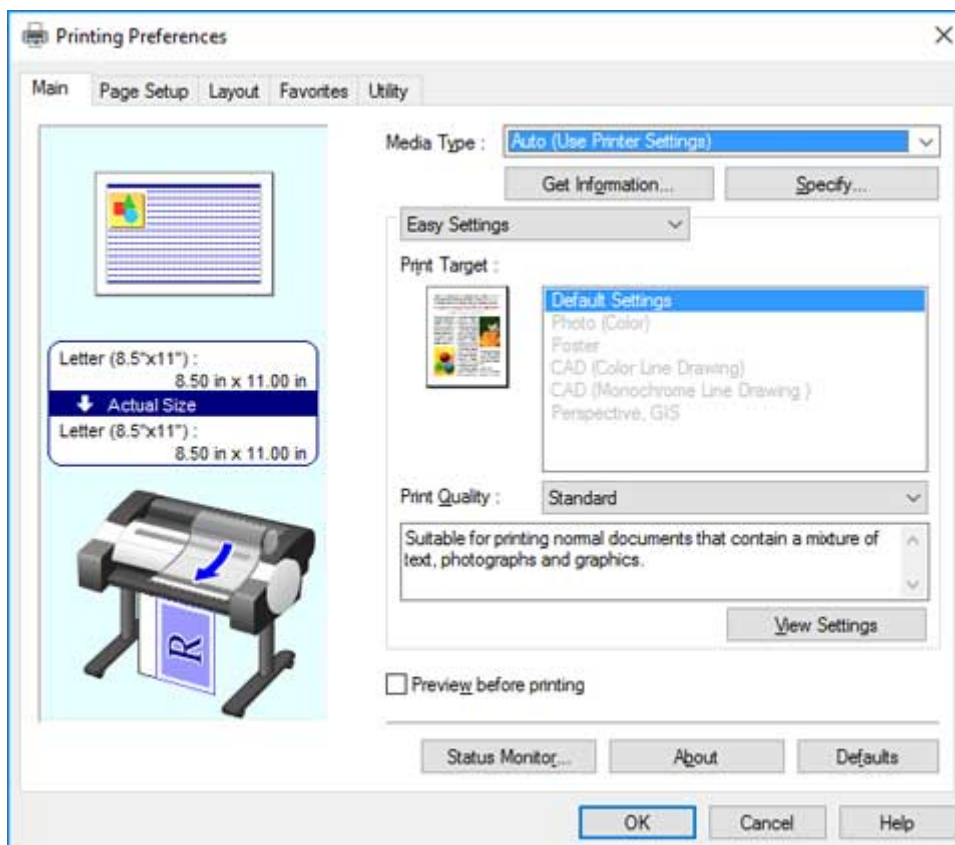 Printing Preferences
Main
Page Setup
Layout
Favorites
Utility
Media Type :
Auto (Use Printer Settings)
Get Information...
Specify...
Easy Settings
Print Target :
Default Settings
Photo (Color)
Poster
CAD (Color Line Drawing)
CAD (Monochrome Line Drawing )
Perspective, GIS
Letter (8.5"x11") :
8.50 in x 11.00 in
Actual Size
Letter (8.5"x11") :
8.50 in x 11.00 in
R
Print Quality :
Standard
Suitable for printing normal documents that contain a mixture of
text, photographs and graphics.
View Settings
Preview before printing
Status Monitor...
About
Defaults
OK
Cancel
Help